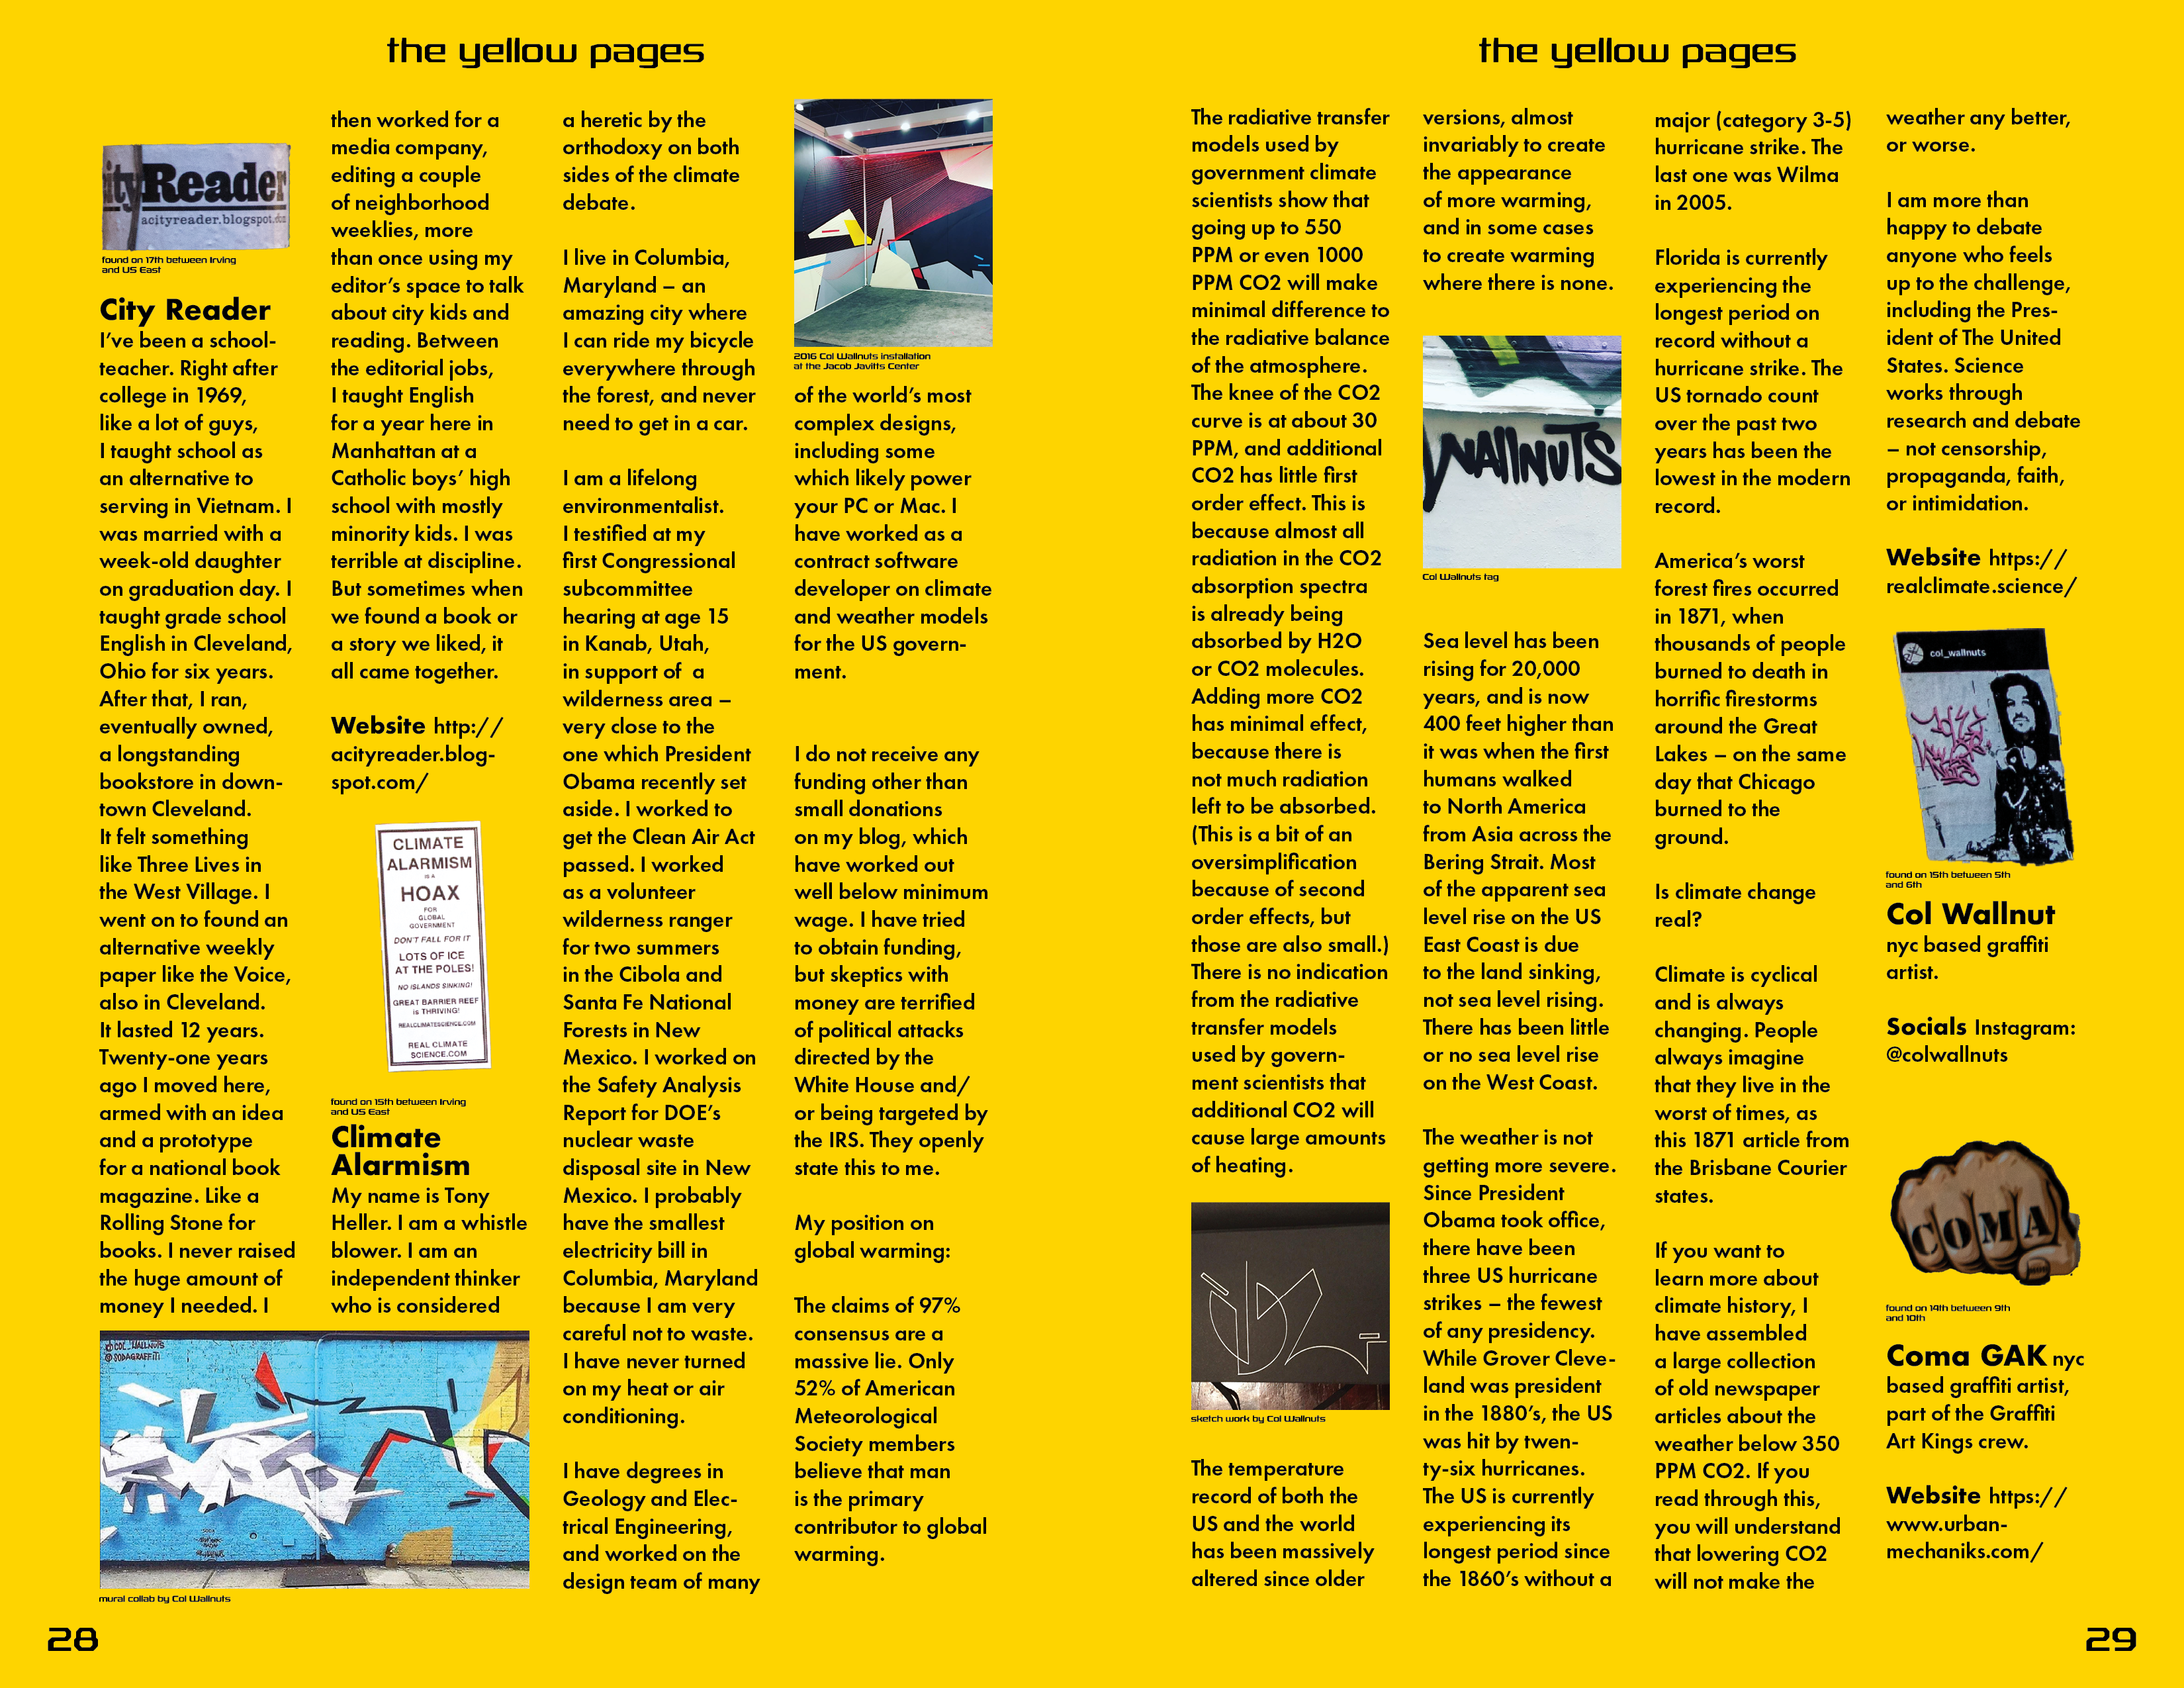 the yellow pages
ity Reader
acityreader.blogspot.
found on 17th between Irving
and US East
City Reader
I've been a school-
teacher. Right after
college in 1969,
like a lot of guys,
I taught school as
an alternative to
serving in Vietnam. I
was married with a
week-old daughter
on graduation day. I
taught grade school
English in Cleveland,
Ohio for six years.
After that, I ran,
eventually owned,
a longstanding
bookstore in down-
town Cleveland.
It felt something
like Three Lives in
the West Village. I
went on to found an
alternative weekly
paper like the Voice,
also in Cleveland.
It lasted 12 years.
Twenty-one years
ago I moved here,
armed with an idea
and a prototype
for a national book
magazine. Like a
Rolling Stone for
books. I never raised
the huge amount of
money I needed. I
@COL_WALLNUTS
@SODAGRAFFITI
mural collab by Col Wallnuts
then worked for a
media company,
editing a couple
of neighborhood
weeklies, more
than once using my
editor's space to talk
about city kids and
reading. Between
the editorial jobs,
I taught English
for a year here in
Manhattan at a
Catholic boys' high
school with mostly
minority kids. I was
terrible at discipline.
But sometimes when
we found a book or
a story we liked, it
all came together.
Website http://
acityreader.blog-
spot.com/
CLIMATE
ALARMISM
IS A
HOAX
FOR
GLOBAL
GOVERNMENT
DON'T FALL FOR IT
LOTS OF ICE
AT THE POLES!
NO ISLANDS SINKING!
GREAT BARRIER REEF
IS THRIVING!
REALCLIMATESCIENCE.COM
REAL CLIMATE
SCIENCE.COM
found on 15th between Irving
and US East
Climate
Alarmism
My name is Tony
Heller. I am a whistle
blower. I am an
independent thinker
who is considered
a heretic by the
orthodoxy on both
sides of the climate
debate.
I live in Columbia,
Maryland – an
amazing city where
I can ride my bicycle
everywhere through
the forest, and never
need to get in a car.
I am a lifelong
environmentalist.
I testified at my
first Congressional
subcommittee
hearing at age 15
in Kanab, Utah,
in support of a
wilderness area –
very close to the
one which President
Obama recently set
aside. I worked to
get the Clean Air Act
passed. I worked
as a volunteer
wilderness ranger
for two summers
in the Cibola and
Santa Fe National
Forests in New
Mexico. I worked on
the Safety Analysis
Report for DOE's
nuclear waste
disposal site in New
Mexico. I probably
have the smallest
electricity bill in
Columbia, Maryland
because I am very
careful not to waste.
I have never turned
on my heat or air
conditioning.
I have degrees in
Geology and Elec-
trical Engineering,
and worked on the
design team of many
2016 Col Wallnuts installation
at the Jacob Javitts Center
of the world's most
complex designs,
including some
which likely power
your PC or Mac. I
have worked as a
contract software
developer on climate
and weather models
for the US govern-
ment.
I do not receive any
funding other than
small donations
on my blog, which
have worked out
well below minimum
wage. I have tried
to obtain funding,
but skeptics with
money are terrified
of political attacks
directed by the
White House and/
or being targeted by
the IRS. They openly
state this to me.
My position on
global warming:
The claims of 97%
consensus are a
massive lie. Only
52% of American
Meteorological
Society members
believe that man
is the primary
contributor to global
warming.
28
the yellow pages
The radiative transfer
models used by
government climate
scientists show that
going up to 550
PPM or even 1000
PPM CO2 will make
minimal difference to
the radiative balance
of the atmosphere.
The knee of the CO2
curve is at about 30
PPM, and additional
CO2 has little first
order effect. This is
because almost all
radiation in the CO2
absorption spectra
is already being
absorbed by H2O
or CO2 molecules.
Adding more CO2
has minimal effect,
because there is
not much radiation
left to be absorbed.
(This is a bit of an
oversimplification
because of second
order effects, but
those are also small.)
There is no indication
from the radiative
transfer models
used by govern-
ment scientists that
additional CO2 will
cause large amounts
of heating.
sketch work by Col Wallnuts
The temperature
record of both the
US and the world
has been massively
altered since older
versions, almost
invariably to create
the appearance
of more warming,
and in some cases
to create warming
where there is none.
WAllNUTS
Col Wallnuts tag
Sea level has been
rising for 20,000
years, and is now
400 feet higher than
it was when the first
humans walked
to North America
from Asia across the
Bering Strait. Most
of the apparent sea
level rise on the US
East Coast is due
to the land sinking,
not sea level rising.
There has been little
or no sea level rise
on the West Coast.
The weather is not
getting more severe.
Since President
Obama took office,
there have been
three US hurricane
strikes – the fewest
of any presidency.
While Grover Cleve-
land was president
in the 1880's, the US
was hit by twen-
ty-six hurricanes.
The US is currently
experiencing its
longest period since
the 1860's without a
major (category 3-5)
hurricane strike. The
last one was Wilma
in 2005.
Florida is currently
experiencing the
longest period on
record without a
hurricane strike. The
US tornado count
over the past two
years has been the
lowest in the modern
record.
America's worst
forest fires occurred
in 1871, when
thousands of people
burned to death in
horrific firestorms
around the Great
Lakes – on the same
day that Chicago
burned to the
ground.
Is climate change
real?
Climate is cyclical
and is always
changing. People
always imagine
that they live in the
worst of times, as
this 1871 article from
the Brisbane Courier
states.
If you want to
learn more about
climate history, I
have assembled
a large collection
of old newspaper
articles about the
weather below 350
PPM CO2. If you
read through this,
you will understand
that lowering CO2
will not make the
weather any better,
or worse.
I am more than
happy to debate
anyone who feels
up to the challenge,
including the Pres-
ident of The United
States. Science
works through
research and debate
– not censorship,
propaganda, faith,
or intimidation.
Website https://
realclimate.science/
col_wallnuts
found on 15th between 5th
and 6th
Col Wallnut
nyc based graffiti
artist.
Socials Instagram:
@colwallnuts
COMA
found on 14th between 9th
and 10th
Coma GAK nyc
based graffiti artist,
part of the Graffiti
Art Kings crew.
Website https://
www.urban-
mechaniks.com/
29